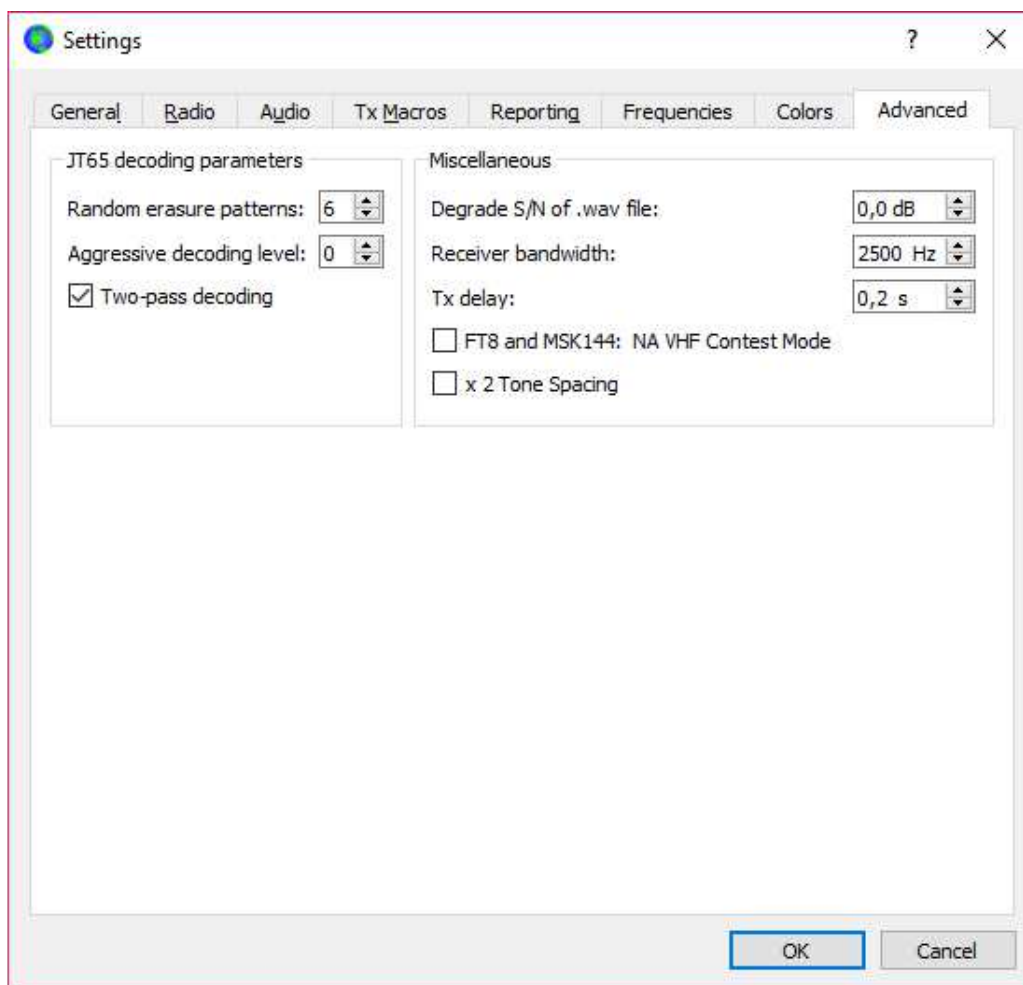 Settings
General Radio Audio Tx Macros Reporting Frequencies Colors Advanced
JT65 decoding parameters
Random erasure patterns: 6
Aggressive decoding level: 0
Two-pass decoding
Miscellaneous
Degrade S/N of .wav file: 0,0 dB
Receiver bandwidth: 2500 Hz
Tx delay: 0,2 s
FT8 and MSK144: NA VHF Contest Mode
x 2 Tone Spacing
OK Cancel